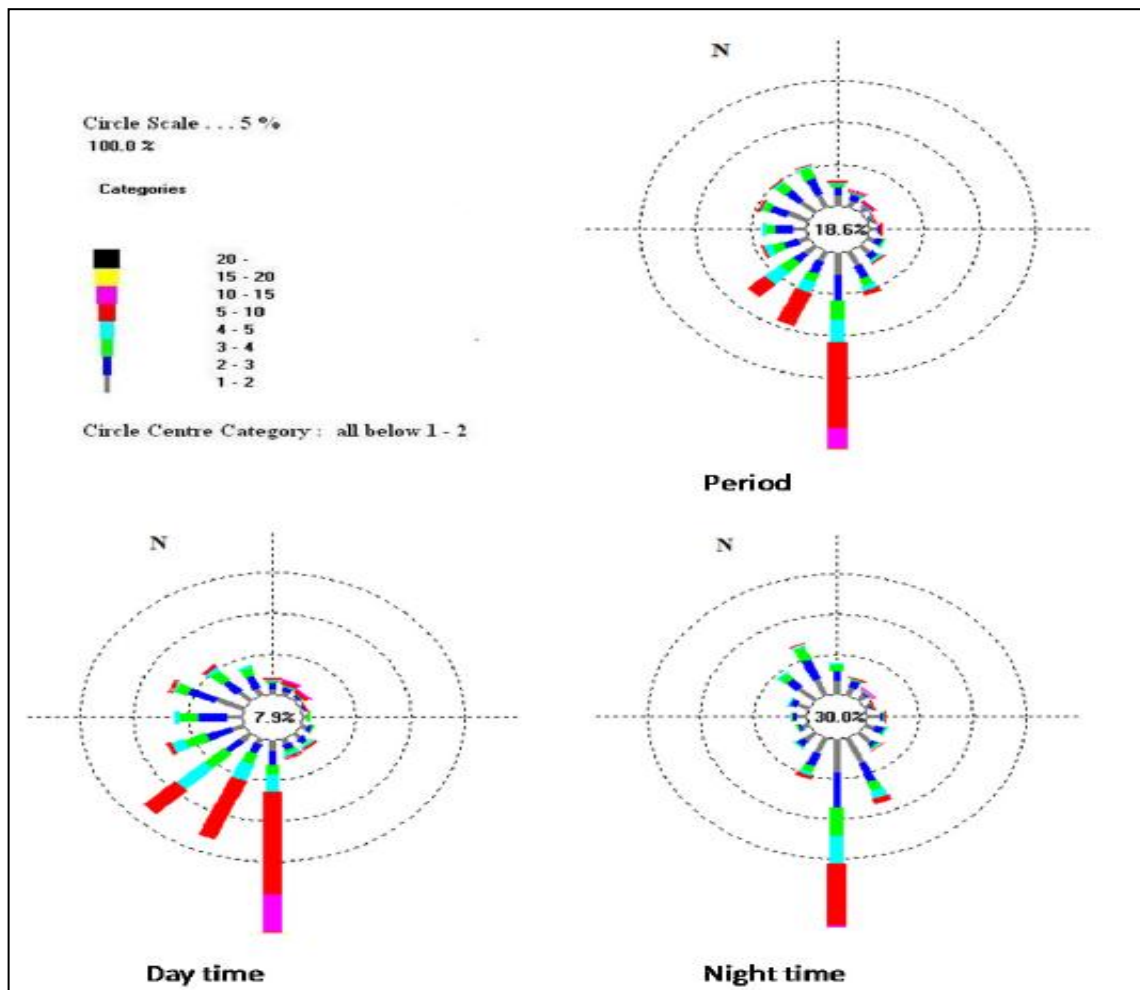 N
Circle Scale . . . 5 %
100.0 %
Categories
20 -
15 - 20
10 - 15
5 - 10
4 - 5
3 - 4
2 - 3
1 - 2
Circle Centre Category : all below 1 - 2
18.6%
Period
N
7.9%
Day time
N
30.0%
Night time